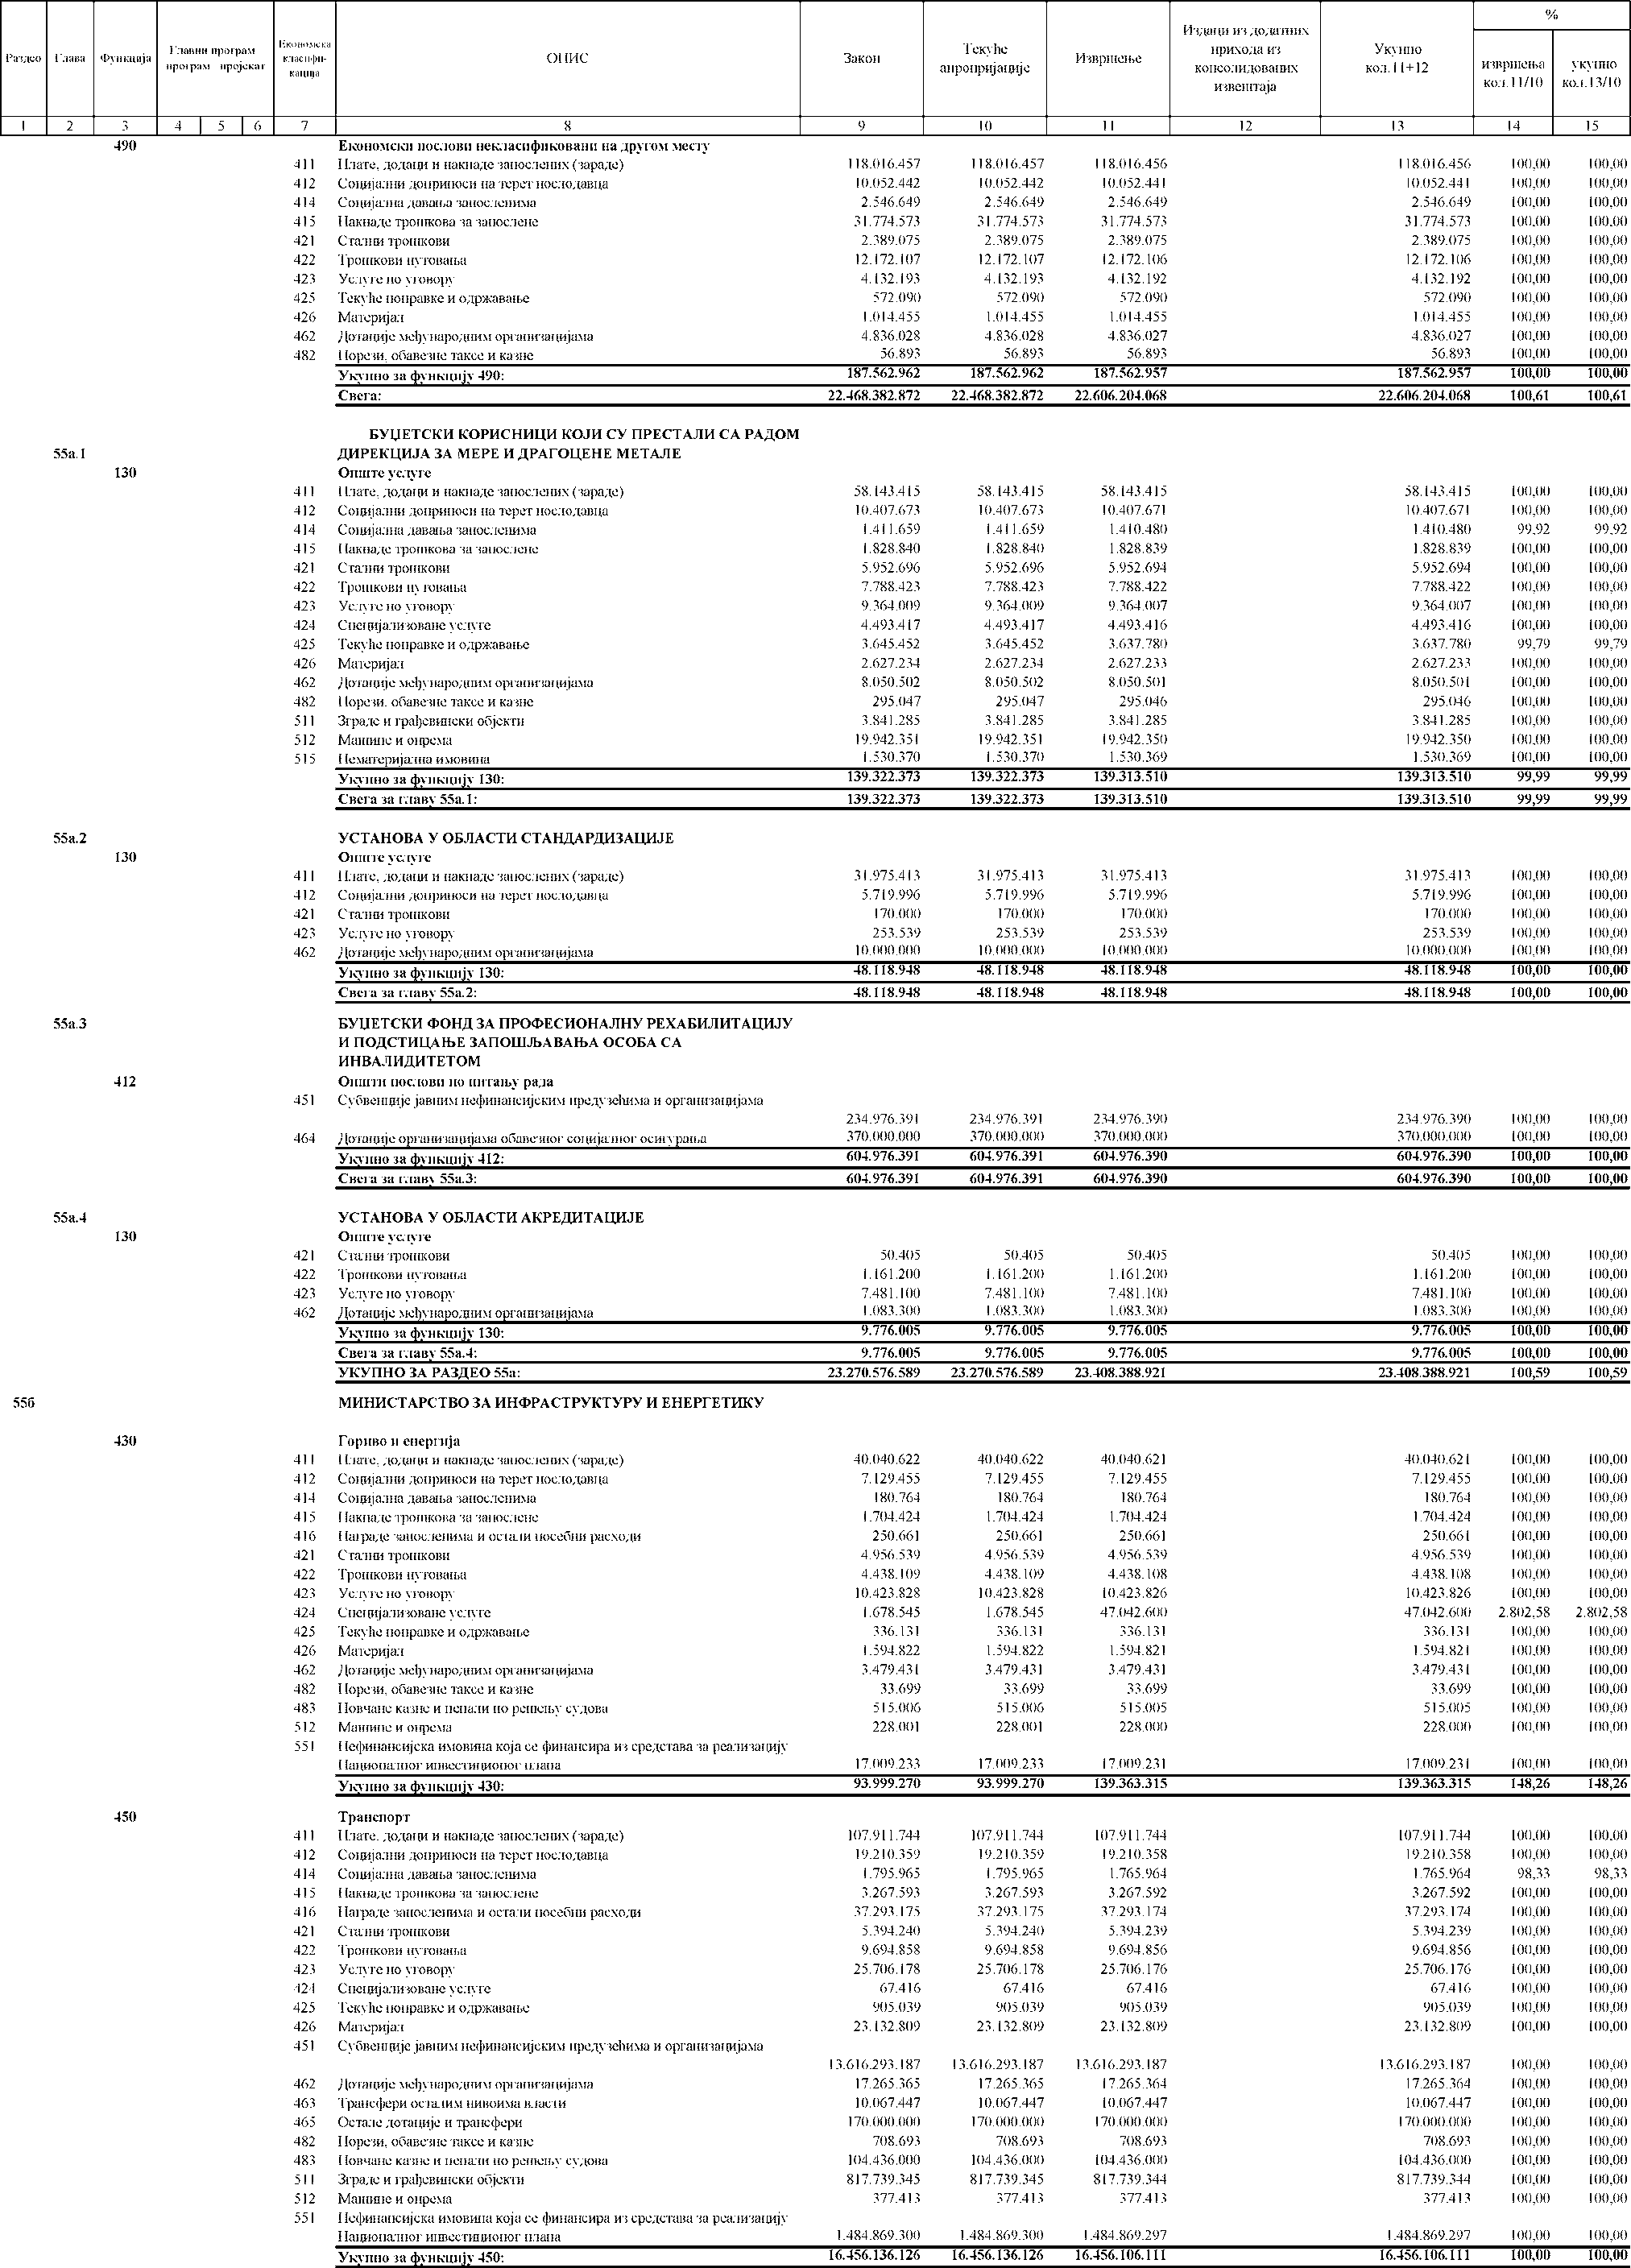 Раздео Глава Функција Главни програм програм пројекат Економска класифи-кација ОПИС Закон Текуће апропријације Извршење Издаци из додатних прихода из консолидованих извештаја Укупно кол.11+12 % извршења кол.11/10 укупно кол.13/10
1 2 3 4 5 6 7 8 9 10 11 12 13 14 15
490 Економски послови некласификовани на другом месту
411 Плате, додаци и накнаде запослених (зараде) 118.016.457 118.016.457 118.016.456 118.016.456 100,00 100,00
412 Социјални доприноси на терет послодавца 10.052.442 10.052.442 10.052.441 10.052.441 100,00 100,00
414 Социјална давања запосленима 2.546.649 2.546.649 2.546.649 2.546.649 100,00 100,00
415 Накнаде трошкова за запослене 31.774.573 31.774.573 31.774.573 31.774.573 100,00 100,00
421 Стални трошкови 2.389.075 2.389.075 2.389.075 2.389.075 100,00 100,00
422 Трошкови путовања 12.172.107 12.172.107 12.172.106 12.172.106 100,00 100,00
423 Услуге по уговору 4.132.193 4.132.193 4.132.192 4.132.192 100,00 100,00
425 Текуће поправке и одржавање 572.090 572.090 572.090 572.090 100,00 100,00
426 Материјал 1.014.455 1.014.455 1.014.455 1.014.455 100,00 100,00
462 Дотације међународним организацијама 4.836.028 4.836.028 4.836.027 4.836.027 100,00 100,00
482 Порези, обавезне таксе и казне 56.893 56.893 56.893 56.893 100,00 100,00
Укупно за функцију 490: 187.562.962 187.562.962 187.562.957 187.562.957 100,00 100,00
Свега: 22.468.382.872 22.468.382.872 22.606.204.068 22.606.204.068 100,61 100,61
БУЏЕТСКИ КОРИСНИЦИ КОЈИ СУ ПРЕСТАЛИ СА РАДОМ
55а.1 ДИРЕКЦИЈА ЗА МЕРЕ И ДРАГОЦЕНЕ МЕТАЛЕ
130 Опште услуге
411 Плате, додаци и накнаде запослених (зараде) 58.143.415 58.143.415 58.143.415 58.143.415 100,00 100,00
412 Социјални доприноси на терет послодавца 10.407.673 10.407.673 10.407.671 10.407.671 100,00 100,00
414 Социјална давања запосленима 1.411.659 1.411.659 1.410.480 1.410.480 99,92 99,92
415 Накнаде трошкова за запослене 1.828.840 1.828.840 1.828.839 1.828.839 100,00 100,00
421 Стални трошкови 5.952.696 5.952.696 5.952.694 5.952.694 100,00 100,00
422 Трошкови путовања 7.788.423 7.788.423 7.788.422 7.788.422 100,00 100,00
423 Услуге по уговору 9.364.009 9.364.009 9.364.007 9.364.007 100,00 100,00
424 Специјализоване услуге 4.493.417 4.493.417 4.493.416 4.493.416 100,00 100,00
425 Текуће поправке и одржавање 3.645.452 3.645.452 3.637.780 3.637.780 99,79 99,79
426 Материјал 2.627.234 2.627.234 2.627.233 2.627.233 100,00 100,00
462 Дотације међународним организацијама 8.050.502 8.050.502 8.050.501 8.050.501 100,00 100,00
482 Порези, обавезне таксе и казне 295.047 295.047 295.046 295.046 100,00 100,00
511 Зграде и грађевински објекти 3.841.285 3.841.285 3.841.285 3.841.285 100,00 100,00
512 Машине и опрема 19.942.351 19.942.351 19.942.350 19.942.350 100,00 100,00
515 Нематеријална имовина 1.530.370 1.530.370 1.530.369 1.530.369 100,00 100,00
Укупно за функцију 130: 139.322.373 139.322.373 139.313.510 139.313.510 99,99 99,99
Свега за главу 55а.1: 139.322.373 139.322.373 139.313.510 139.313.510 99,99 99,99
55а.2 УСТАНОВА У ОБЛАСТИ СТАНДАРДИЗАЦИЈЕ
130 Опште услуге
411 Плате, додаци и накнаде запослених (зараде) 31.975.413 31.975.413 31.975.413 31.975.413 100,00 100,00
412 Социјални доприноси на терет послодавца 5.719.996 5.719.996 5.719.996 5.719.996 100,00 100,00
421 Стални трошкови 170.000 170.000 170.000 170.000 100,00 100,00
423 Услуге по уговору 253.539 253.539 253.539 253.539 100,00 100,00
462 Дотације међународним организацијама 10.000.000 10.000.000 10.000.000 10.000.000 100,00 100,00
Укупно за функцију 130: 48.118.948 48.118.948 48.118.948 48.118.948 100,00 100,00
Свега за главу 55а.2: 48.118.948 48.118.948 48.118.948 48.118.948 100,00 100,00
55а.3 БУЏЕТСКИ ФОНД ЗА ПРОФЕСИОНАЛНУ РЕХАБИЛИТАЦИЈУ
И ПОДСТИЦАЊЕ ЗАПОШЉАВАЊА ОСОБА СА
ИНВАЛИДИТЕТОМ
412 Општи послови по питању рада
451 Субвенције јавним нефинансијским предузећима и организацијама
234.976.391 234.976.391 234.976.390 234.976.390 100,00 100,00
464 Дотације организацијама обавезног социјалног осигурања 370.000.000 370.000.000 370.000.000 370.000.000 100,00 100,00
Укупно за функцију 412: 604.976.391 604.976.391 604.976.390 604.976.390 100,00 100,00
Свега за главу 55а.3: 604.976.391 604.976.391 604.976.390 604.976.390 100,00 100,00
55а.4 УСТАНОВА У ОБЛАСТИ АКРЕДИТАЦИЈЕ
130 Опште услуге
421 Стални трошкови 50.405 50.405 50.405 50.405 100,00 100,00
422 Трошкови путовања 1.161.200 1.161.200 1.161.200 1.161.200 100,00 100,00
423 Услуге по уговору 7.481.100 7.481.100 7.481.100 7.481.100 100,00 100,00
462 Дотације међународним организацијама 1.083.300 1.083.300 1.083.300 1.083.300 100,00 100,00
Укупно за функцију 130: 9.776.005 9.776.005 9.776.005 9.776.005 100,00 100,00
Свега за главу 55а.4: 9.776.005 9.776.005 9.776.005 9.776.005 100,00 100,00
УКУПНО ЗА РАЗДЕО 55а: 23.270.576.589 23.270.576.589 23.408.388.921 23.408.388.921 100,59 100,59
55б МИНИСТАРСТВО ЗА ИНФРАСТРУКТУРУ И ЕНЕРГЕТИКУ
430 Гориво и енергија
411 Плате, додаци и накнаде запослених (зараде) 40.040.622 40.040.622 40.040.621 40.040.621 100,00 100,00
412 Социјални доприноси на терет послодавца 7.129.455 7.129.455 7.129.455 7.129.455 100,00 100,00
414 Социјална давања запосленима 180.764 180.764 180.764 180.764 100,00 100,00
415 Накнаде трошкова за запослене 1.704.424 1.704.424 1.704.424 1.704.424 100,00 100,00
416 Награде запосленима и остали посебни расходи 250.661 250.661 250.661 250.661 100,00 100,00
421 Стални трошкови 4.956.539 4.956.539 4.956.539 4.956.539 100,00 100,00
422 Трошкови путовања 4.438.109 4.438.109 4.438.108 4.438.108 100,00 100,00
423 Услуге по уговору 10.423.828 10.423.828 10.423.826 10.423.826 100,00 100,00
424 Специјализоване услуге 1.678.545 1.678.545 47.042.600 47.042.600 2.802,58 2.802,58
425 Текуће поправке и одржавање 336.131 336.131 336.131 336.131 100,00 100,00
426 Материјал 1.594.822 1.594.822 1.594.821 1.594.821 100,00 100,00
462 Дотације међународним организацијама 3.479.431 3.479.431 3.479.431 3.479.431 100,00 100,00
482 Порези, обавезне таксе и казне 33.699 33.699 33.699 33.699 100,00 100,00
483 Новчане казне и пенали по решењу судова 515.006 515.006 515.005 515.005 100,00 100,00
512 Машине и опрема 228.001 228.001 228.000 228.000 100,00 100,00
551 Нефинансијска имовина која се финансира из средстава за реализацију
Националног инвестиционог плана 17.009.233 17.009.233 17.009.231 17.009.231 100,00 100,00
Укупно за функцију 430: 93.999.270 93.999.270 139.363.315 139.363.315 148,26 148,26
450 Транспорт
411 Плате, додаци и накнаде запослених (зараде) 107.911.744 107.911.744 107.911.744 107.911.744 100,00 100,00
412 Социјални доприноси на терет послодавца 19.210.359 19.210.359 19.210.358 19.210.358 100,00 100,00
414 Социјална давања запосленима 1.795.965 1.795.965 1.765.964 1.765.964 98,33 98,33
415 Накнаде трошкова за запослене 3.267.593 3.267.593 3.267.592 3.267.592 100,00 100,00
416 Награде запосленима и остали посебни расходи 37.293.175 37.293.175 37.293.174 37.293.174 100,00 100,00
421 Стални трошкови 5.394.240 5.394.240 5.394.239 5.394.239 100,00 100,00
422 Трошкови путовања 9.694.858 9.694.858 9.694.856 9.694.856 100,00 100,00
423 Услуге по уговору 25.706.178 25.706.178 25.706.176 25.706.176 100,00 100,00
424 Специјализоване услуге 67.416 67.416 67.416 67.416 100,00 100,00
425 Текуће поправке и одржавање 905.039 905.039 905.039 905.039 100,00 100,00
426 Материјал 23.132.809 23.132.809 23.132.809 23.132.809 100,00 100,00
451 Субвенције јавним нефинансијским предузећима и организацијама
13.616.293.187 13.616.293.187 13.616.293.187 13.616.293.187 100,00 100,00
462 Дотације међународним организацијама 17.265.365 17.265.365 17.265.364 17.265.364 100,00 100,00
463 Трансфери осталим нивоима власти 10.067.447 10.067.447 10.067.447 10.067.447 100,00 100,00
465 Остале дотације и трансфери 170.000.000 170.000.000 170.000.000 170.000.000 100,00 100,00
482 Порези, обавезне таксе и казне 708.693 708.693 708.693 708.693 100,00 100,00
483 Новчане казне и пенали по решењу судова 104.436.000 104.436.000 104.436.000 104.436.000 100,00 100,00
511 Зграде и грађевински објекти 817.739.345 817.739.345 817.739.344 817.739.344 100,00 100,00
512 Машине и опрема 377.413 377.413 377.413 377.413 100,00 100,00
551 Нефинансијска имовина која се финансира из средстава за реализацију
Националног инвестиционог плана 1.484.869.300 1.484.869.300 1.484.869.297 1.484.869.297 100,00 100,00
Укупно за функцију 450: 16.456.136.126 16.456.136.126 16.456.106.111 16.456.106.111 100,00 100,00